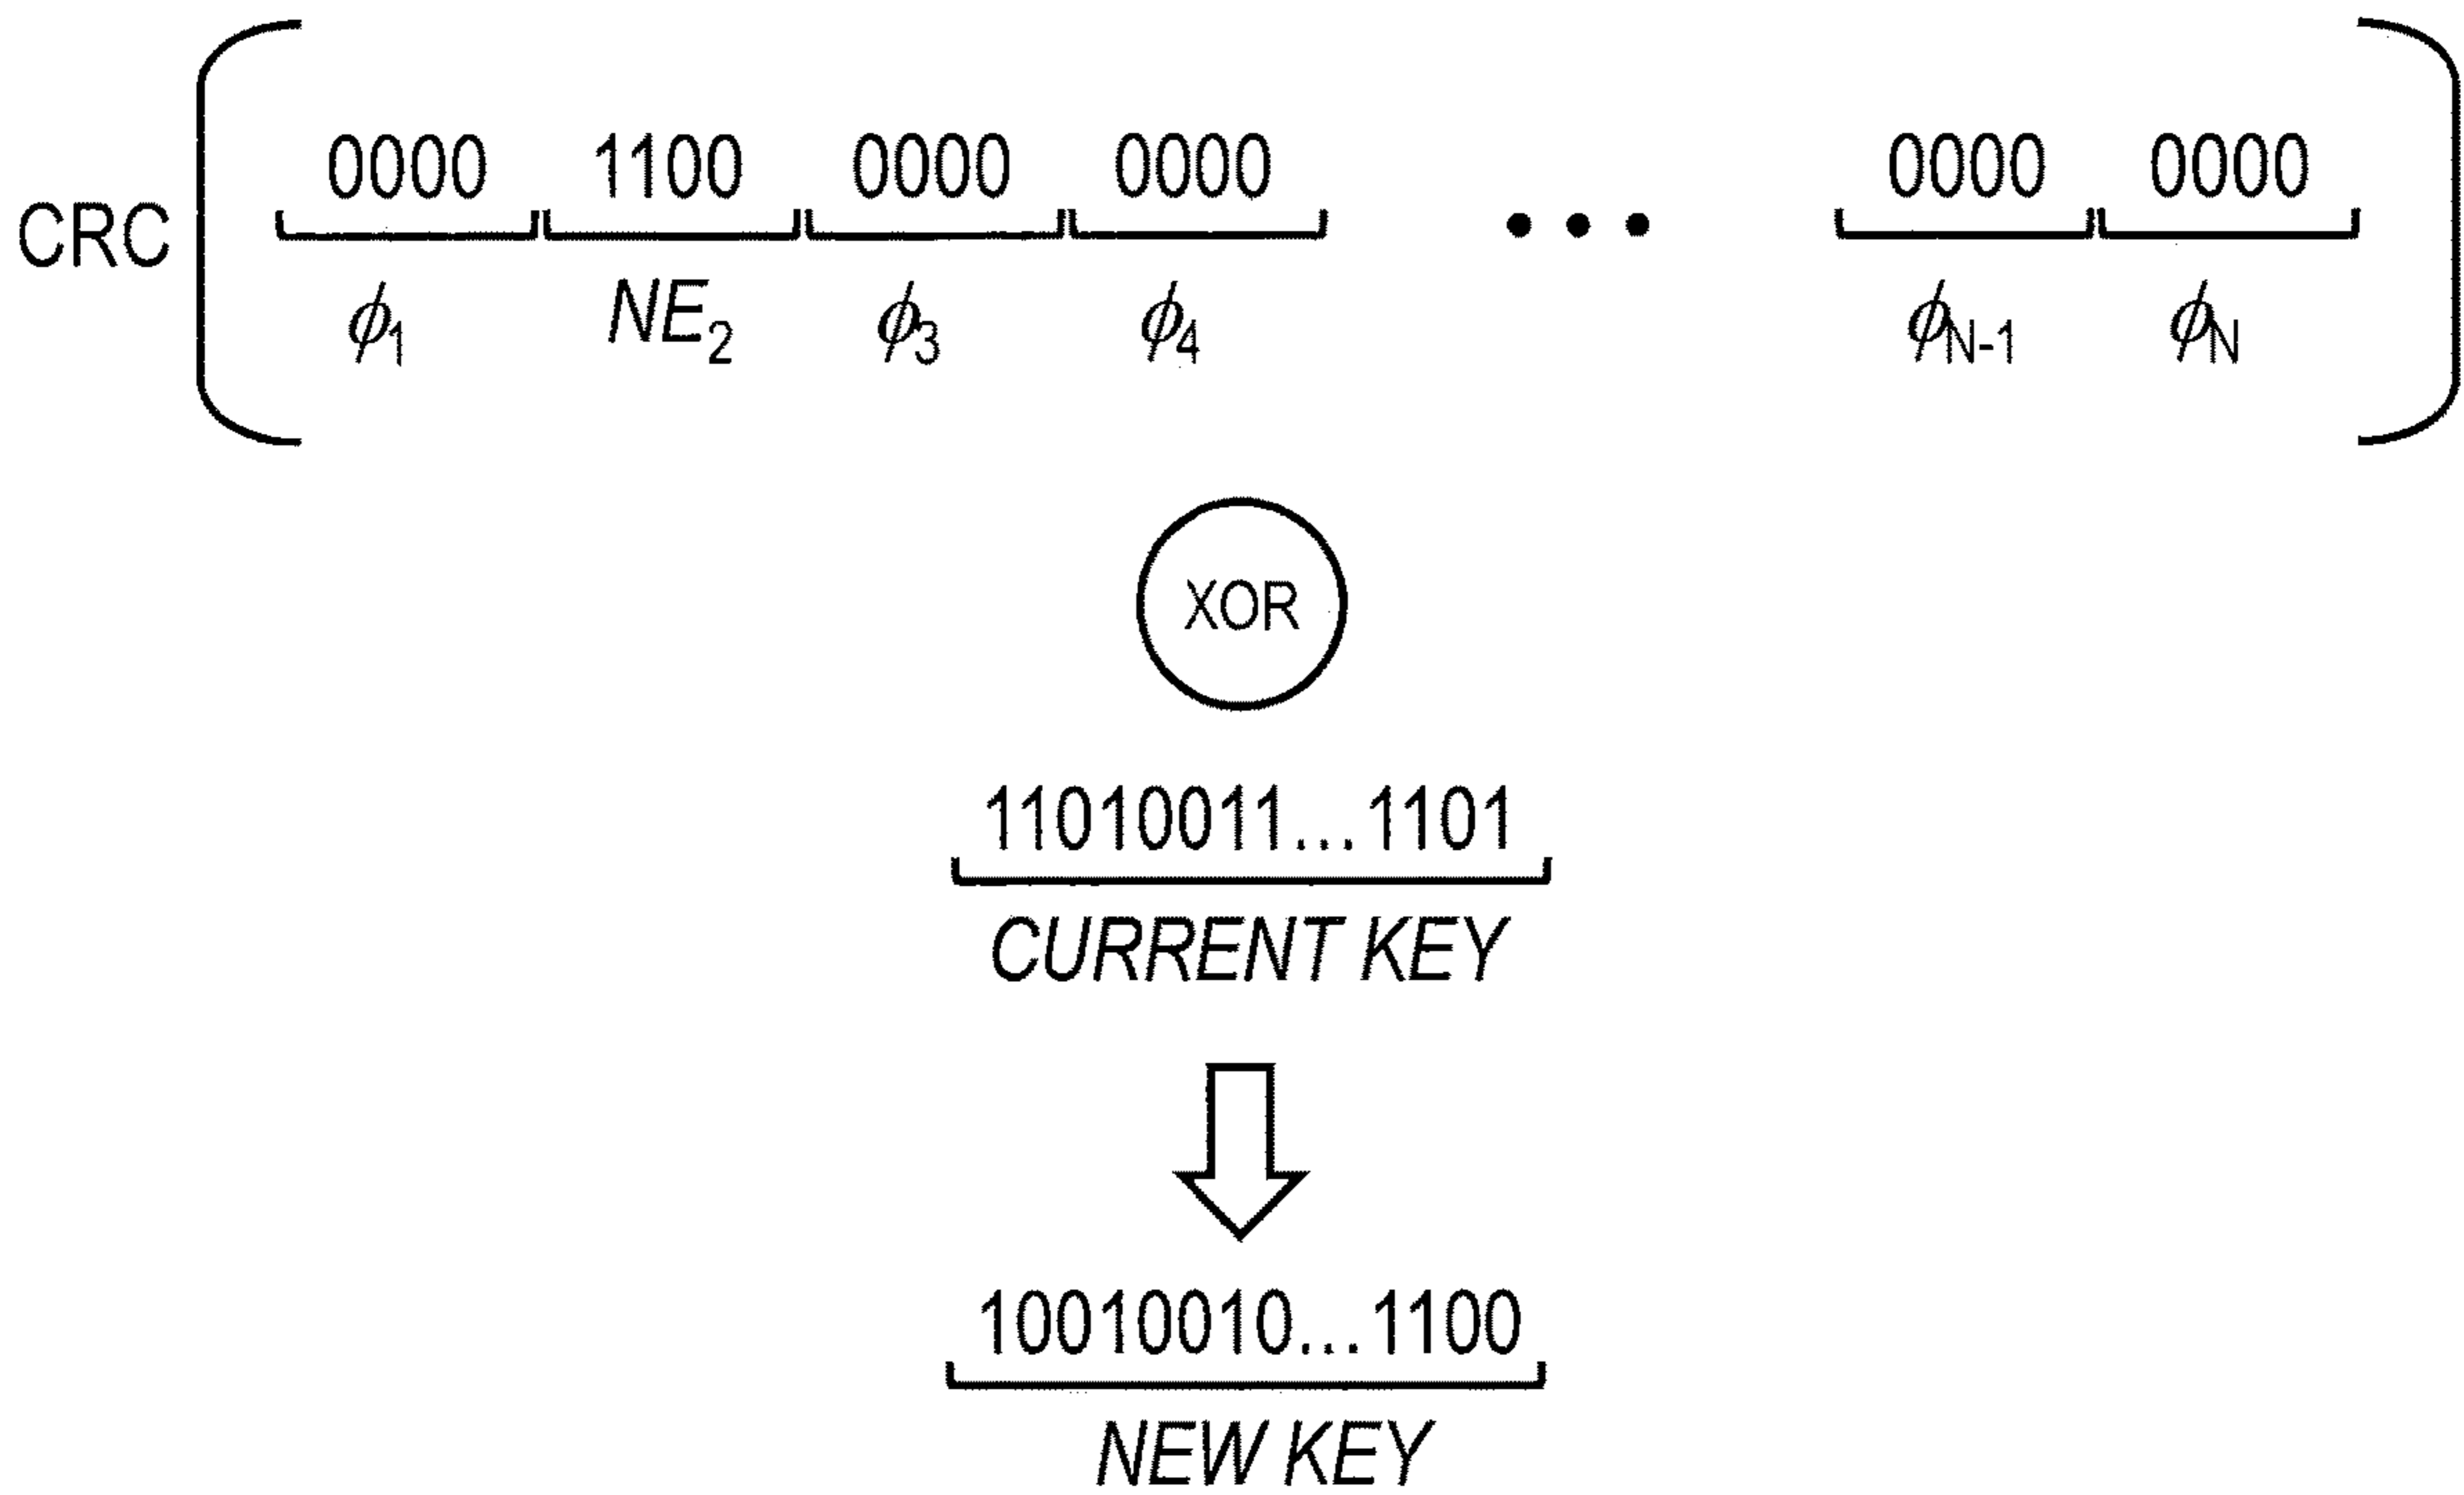 CRC
0000 1100 0000 0000 ••• 0000 0000
ϕ1 NE2 ϕ3 ϕ4 ϕN-1 ϕN
XOR
11010011...1101
CURRENT KEY
10010010...1100
NEW KEY